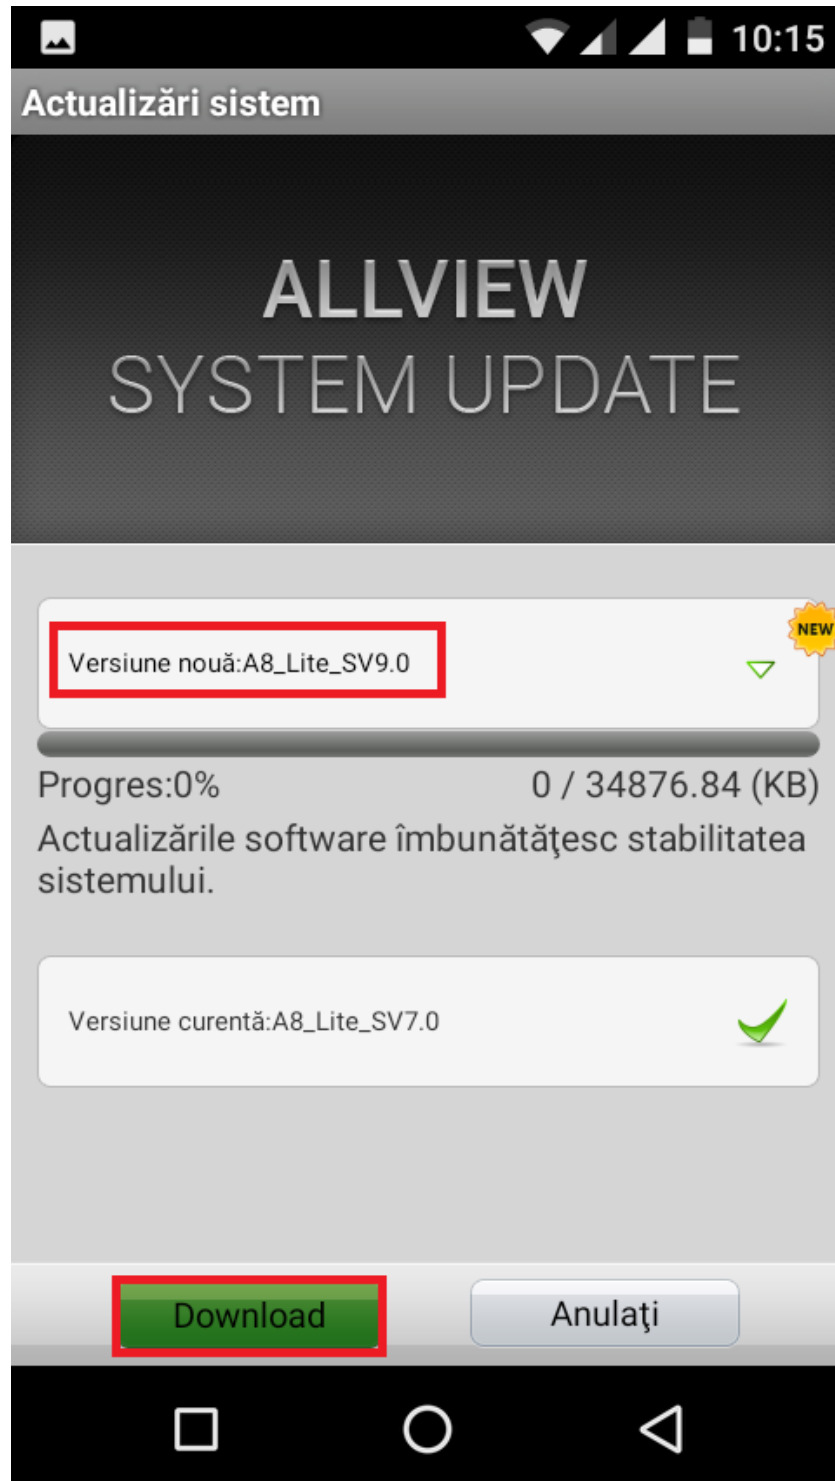 10:15
Actualizări sistem
ALLVIEW
SYSTEM UPDATE
NEW
Versiune nouă:A8_Lite_SV9.0
Progres:0% 0 / 34876.84 (KB)
Actualizările software îmbunătăţesc stabilitatea
sistemului.
Versiune curentă:A8_Lite_SV7.0
Download Anulaţi